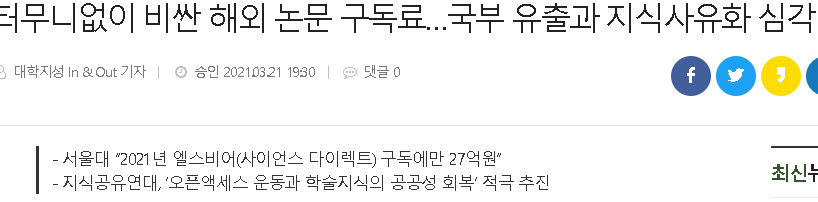 터무니없이 비싼 해외 논문 구독료...국부 유출과 지식사유화 심각
대학지성 In & Out 기자 | 승인 2021.03.21 19:30 | 댓글 0
- 서울대 “2021년 엘스비어(사이언스 다이렉트) 구독에만 27억원”
- 지식공유연대, ‘오픈액세스 운동과 학술지식의 공공성 회복’ 적극 추진
최신뉴